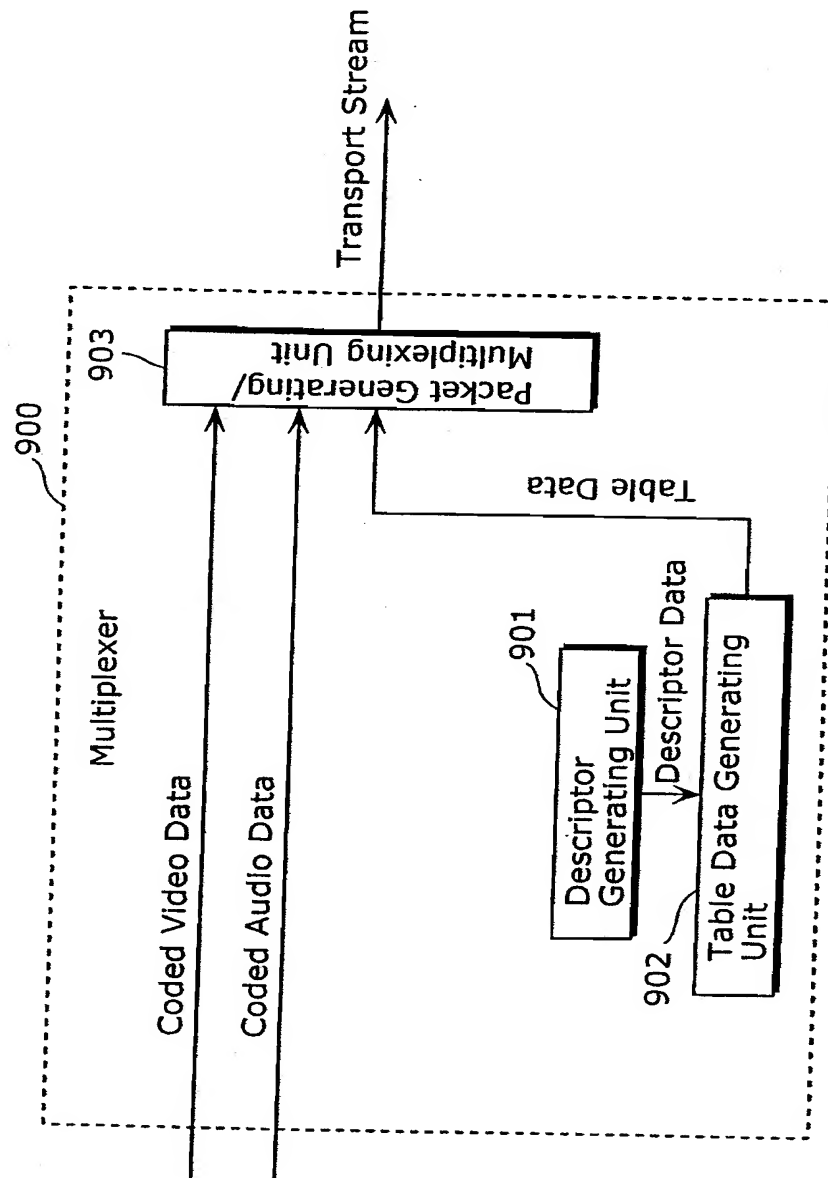 900
Multiplexer
Coded Video Data
Coded Audio Data
903
Packet Generating/
Multiplexing Unit
Transport Stream
Table Data
901
Descriptor
Generating Unit
Descriptor Data
902
Table Data Generating
Unit